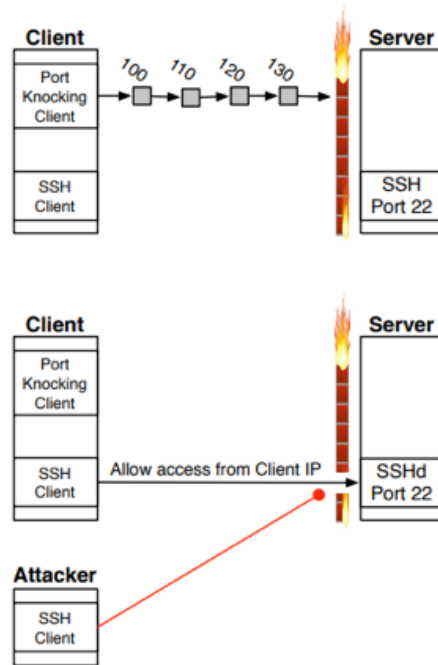 Client
Server
Port
Knocking
Client
100
110
120
130
SSH
Client
SSH
Port 22
Client
Server
Port
Knocking
Client
SSH
Client
Allow access from Client IP
SSHd
Port 22
Attacker
SSH
Client